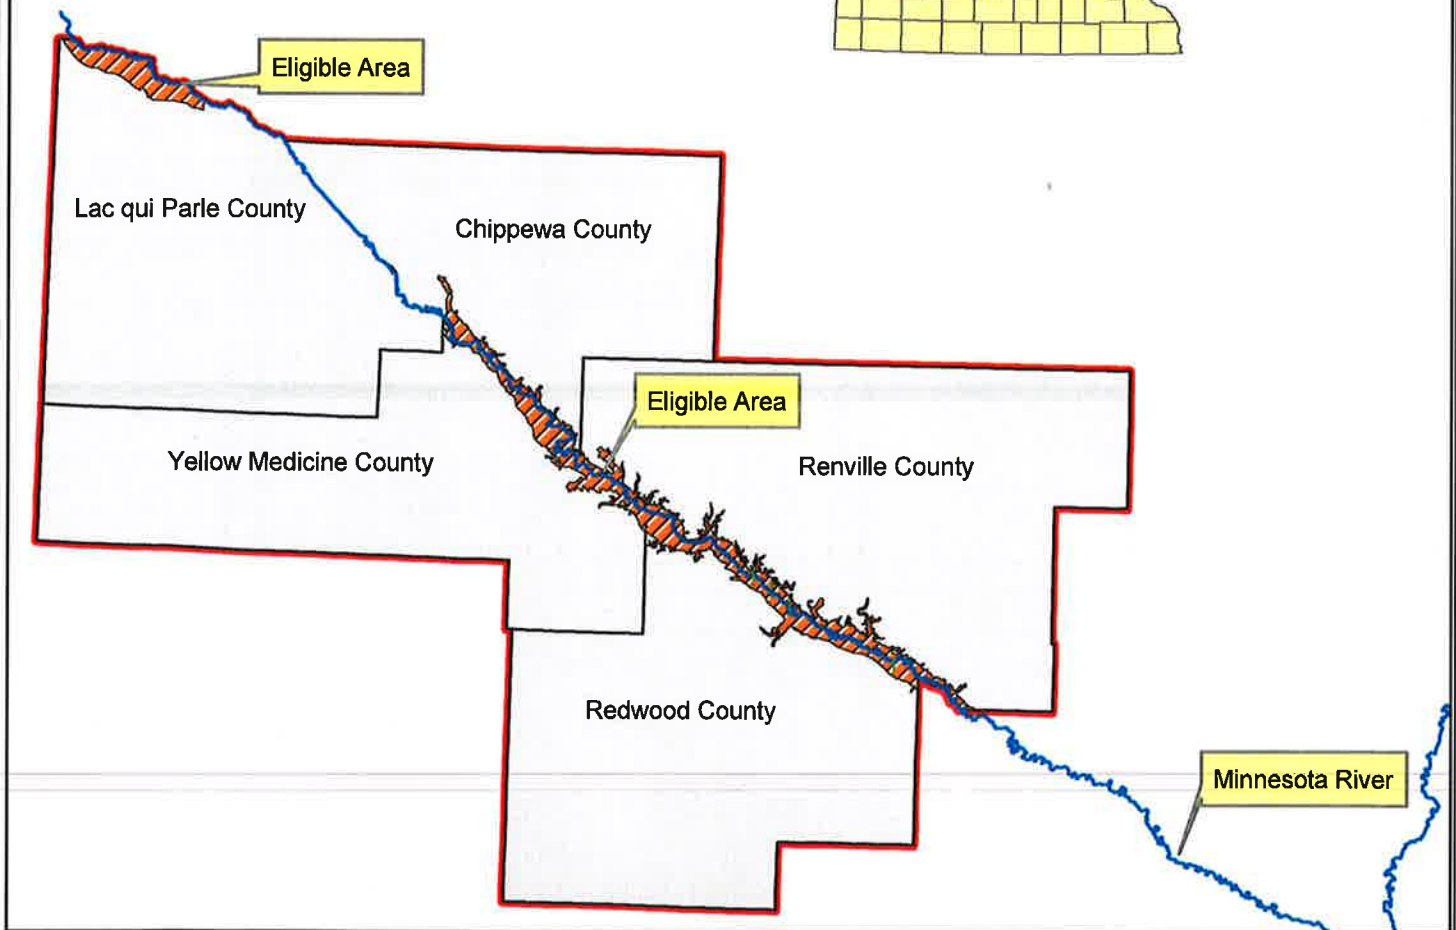 Eligible Area
Lac qui Parle County
Chippewa County
Eligible Area
Yellow Medicine County
Renville County
Redwood County
Minnesota River